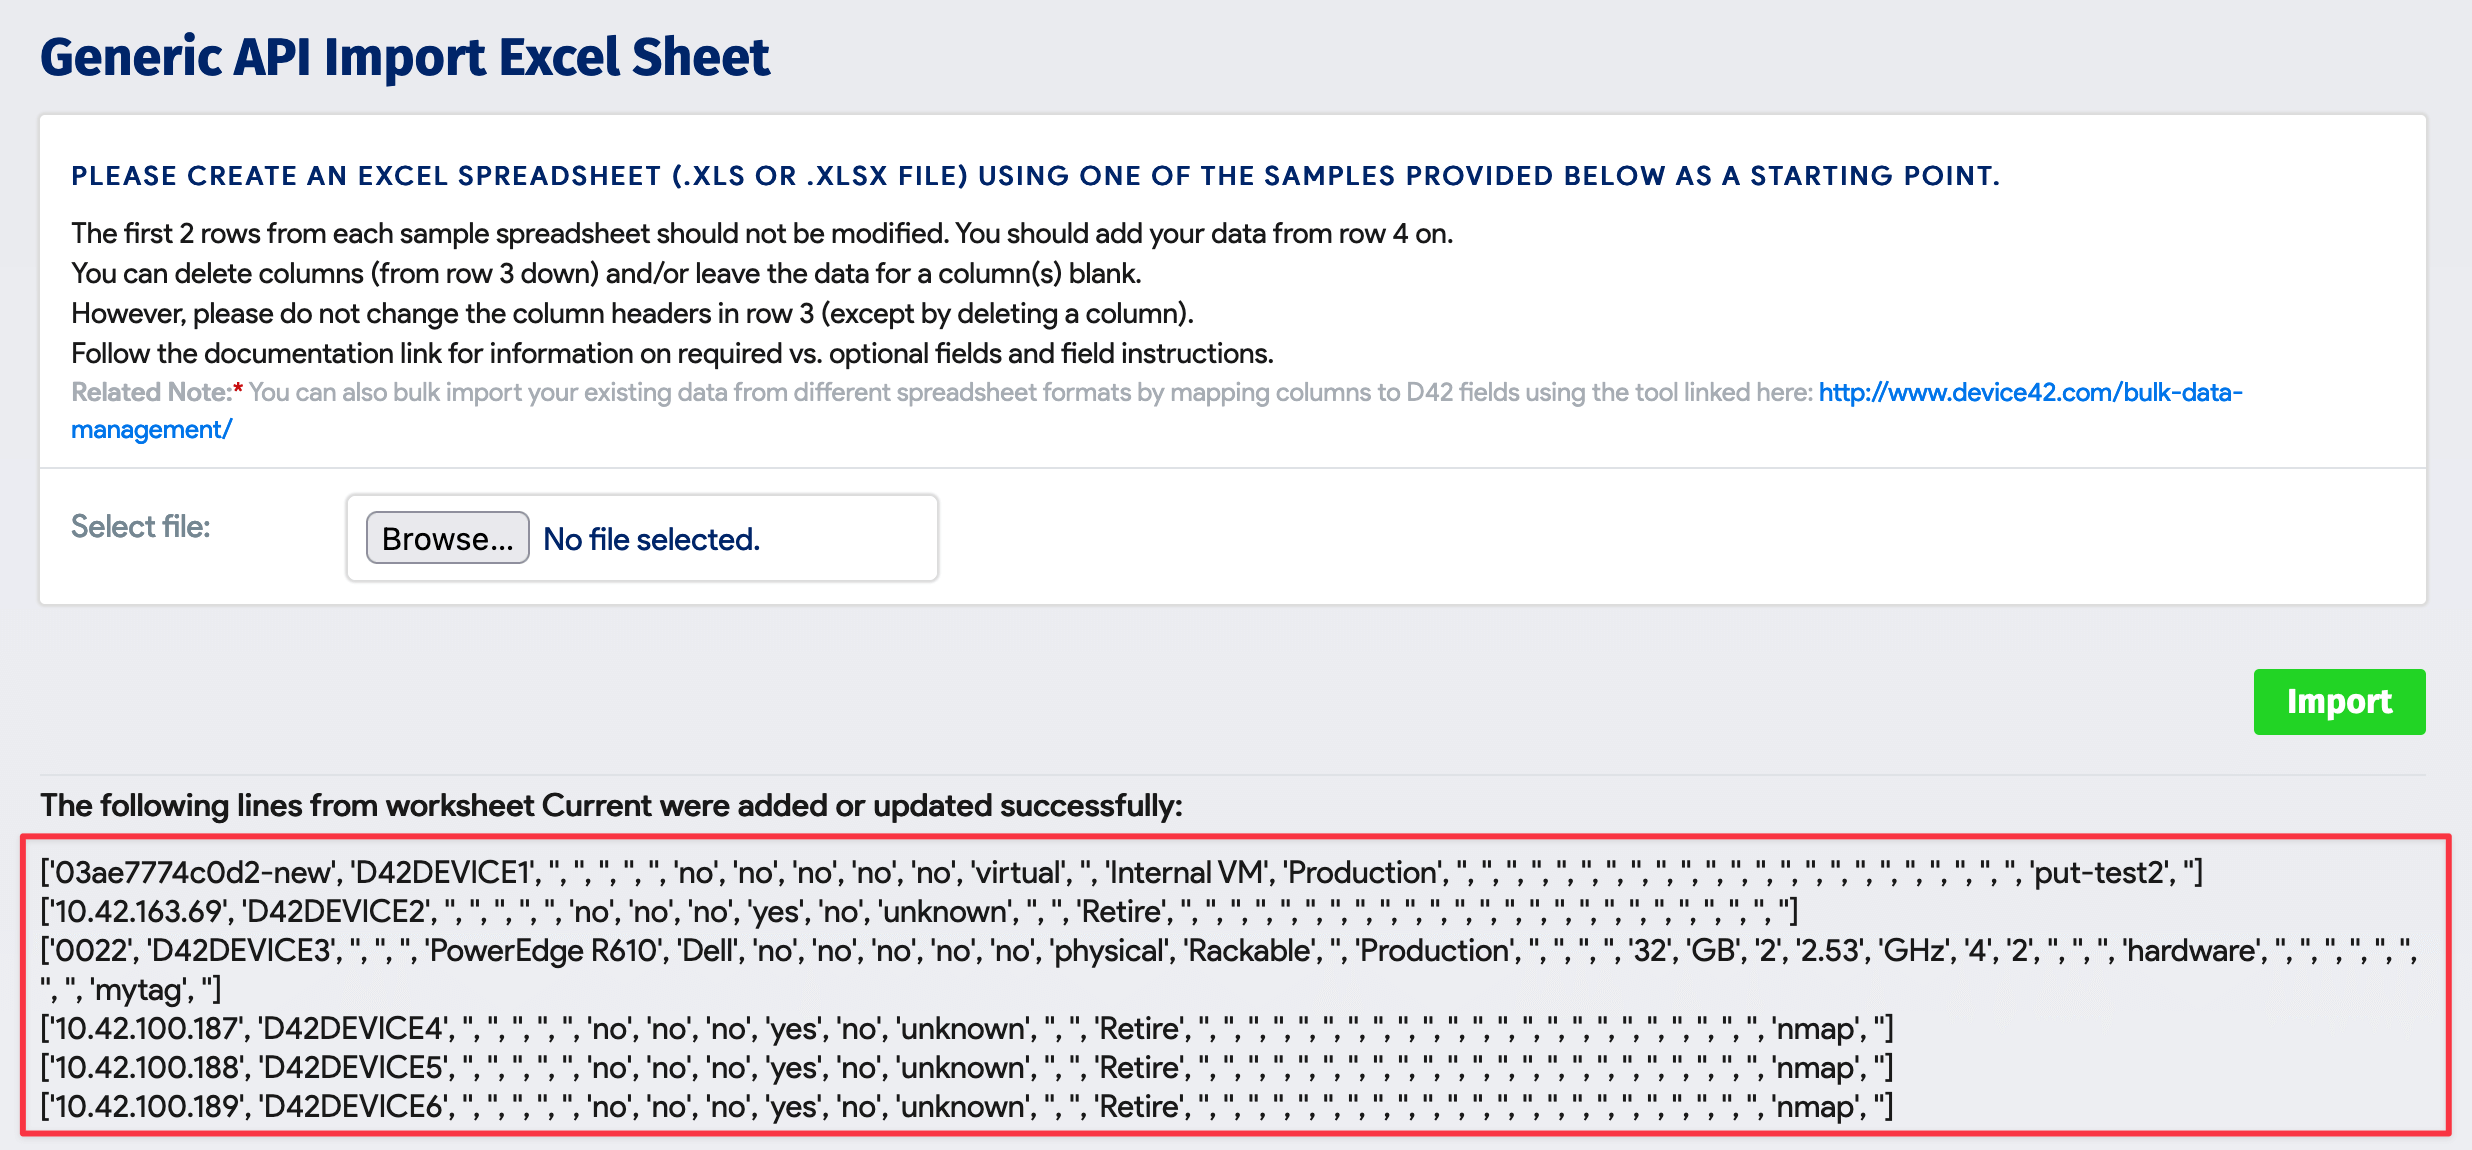 Generic API Import Excel Sheet
PLEASE CREATE AN EXCEL SPREADSHEET (.XLS OR .XLSX FILE) USING ONE OF THE SAMPLES PROVIDED BELOW AS A STARTING POINT.
The first 2 rows from each sample spreadsheet should not be modified. You should add your data from row 4 on.
You can delete columns (from row 3 down) and/or leave the data for a column(s) blank.
However, please do not change the column headers in row 3 (except by deleting a column).
Follow the documentation link for information on required vs. optional fields and field instructions.
Related Note:* You can also bulk import your existing data from different spreadsheet formats by mapping columns to D42 fields using the tool linked here: http://www.device42.com/bulk-data-
management/
Select file:
Browse... No file selected.
Import
The following lines from worksheet Current were added or updated successfully:
['03ae7774c0d2-new', 'D42DEVICE1', '', '', '', '', '', 'no', 'no', 'no', 'no', 'no', 'virtual', '', 'Internal VM', 'Production', '', '', '', '', '', '', '', '', '', '', '', '', '', '', '', '', '', '', '', '', '', '', '', 'put-test2', '']
['10.42.163.69', 'D42DEVICE2', '', '', '', '', '', 'no', 'no', 'no', 'yes', 'no', 'unknown', '', '', 'Retire', '', '', '', '', '', '', '', '', '', '', '', '', '', '', '', '', '', '', '', '', '', '', '', '', '']
['0022', 'D42DEVICE3', '', '', '', 'PowerEdge R610', 'Dell', 'no', 'no', 'no', 'no', 'no', 'physical', 'Rackable', '', 'Production', '', '', '', '', '32', 'GB', '2', '2.53', 'GHz', '4', '2', '', '', '', 'hardware', '', '', '', '', '', '',
'', '', 'mytag', '']
['10.42.100.187', 'D42DEVICE4', '', '', '', '', '', 'no', 'no', 'no', 'yes', 'no', 'unknown', '', '', 'Retire', '', '', '', '', '', '', '', '', '', '', '', '', '', '', '', '', '', '', '', '', '', '', '', 'nmap', '']
['10.42.100.188', 'D42DEVICE5', '', '', '', '', '', 'no', 'no', 'no', 'yes', 'no', 'unknown', '', '', 'Retire', '', '', '', '', '', '', '', '', '', '', '', '', '', '', '', '', '', '', '', '', '', '', '', 'nmap', '']
['10.42.100.189', 'D42DEVICE6', '', '', '', '', '', 'no', 'no', 'no', 'yes', 'no', 'unknown', '', '', 'Retire', '', '', '', '', '', '', '', '', '', '', '', '', '', '', '', '', '', '', '', '', '', '', '', 'nmap', '']